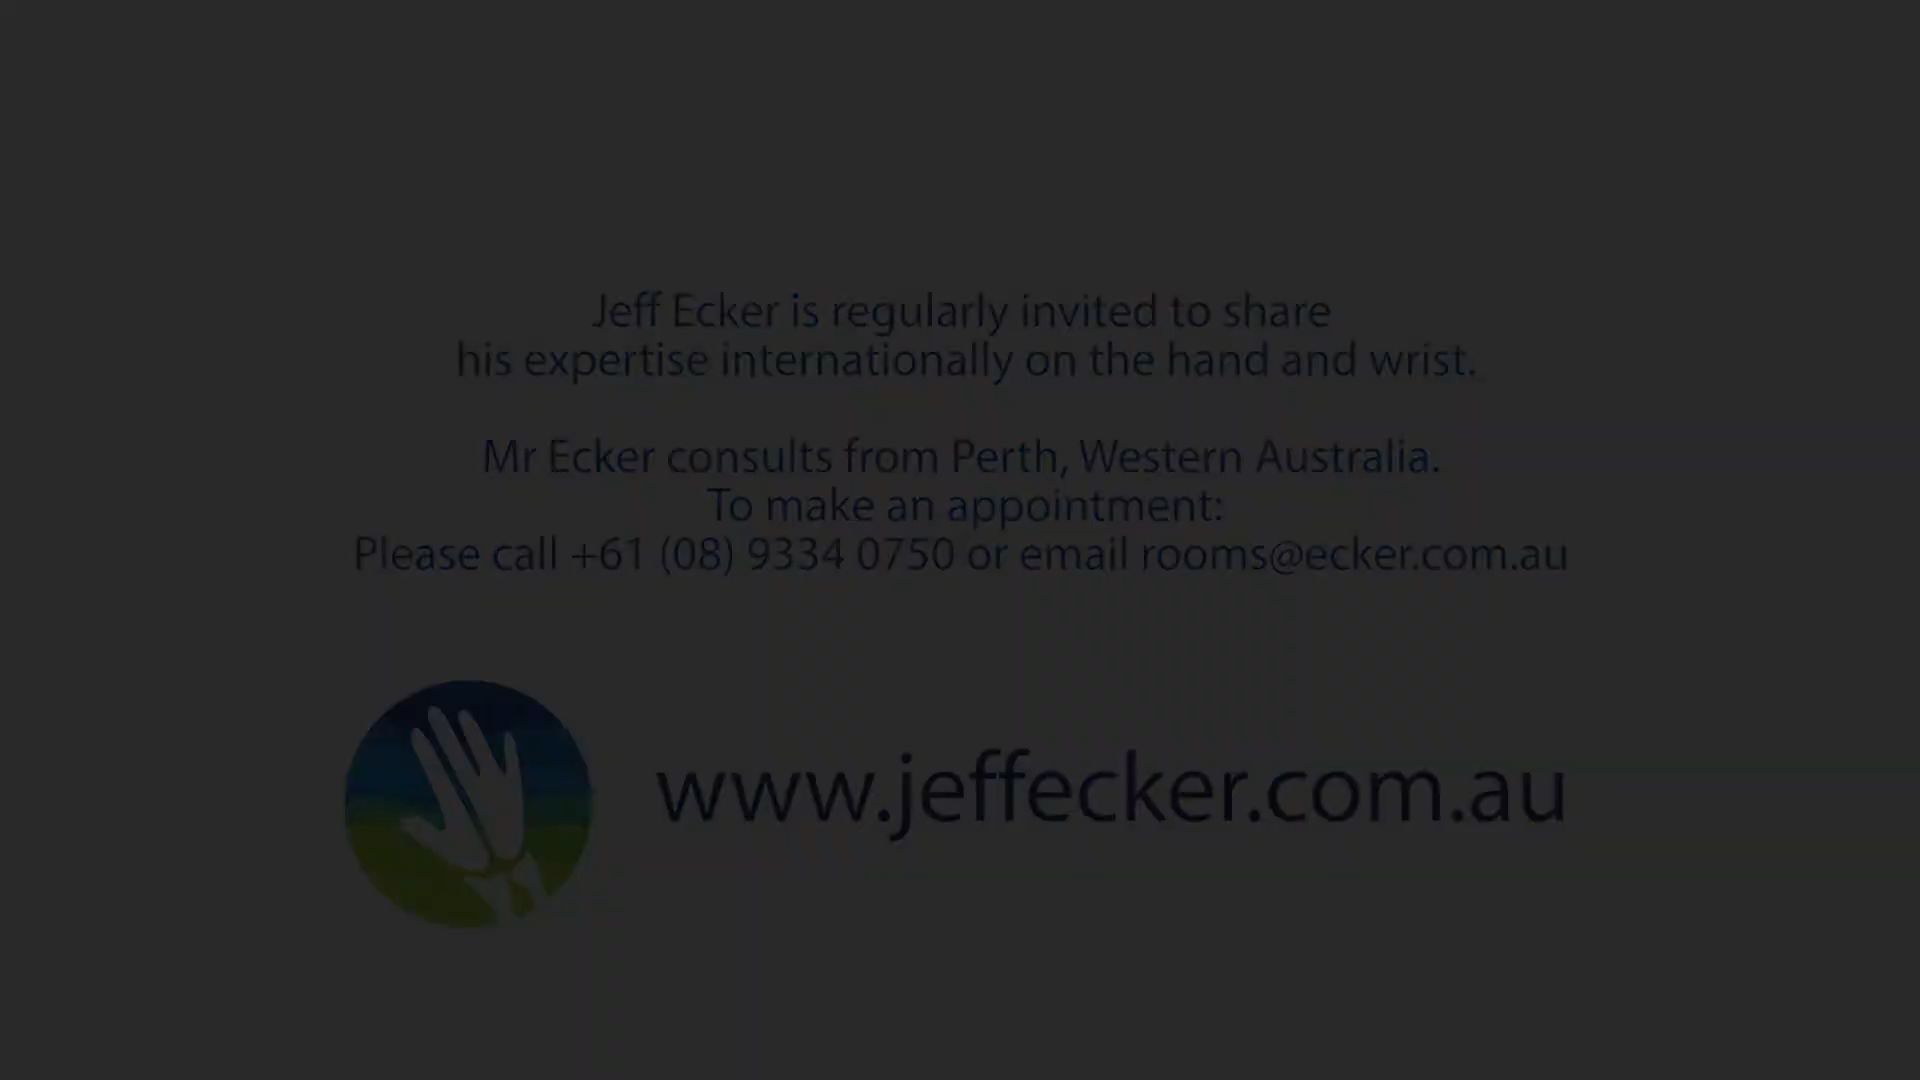 Jeff Ecker is regularly invited to share
his expertise internationally on the hand and wrist.
Mr Ecker consults from Perth, Western Australia.
To make an appointment:
Please call +61 (08) 9334 0750 or email rooms@ecker.com.au
www.jeffecker.com.au